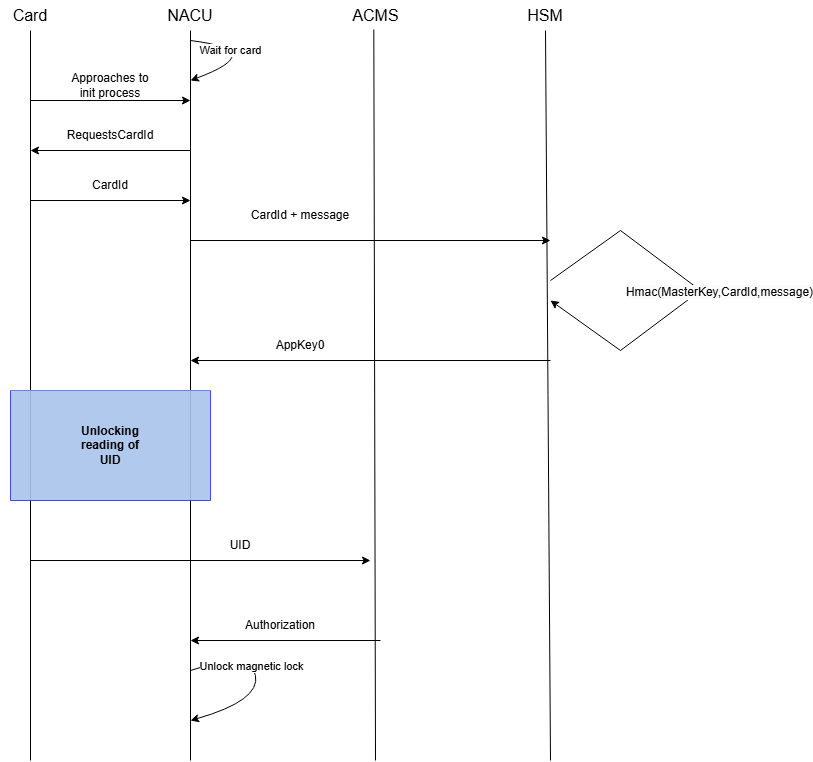 Card
NACU
ACMS
HSM
Wait for card
Approaches to
init process
RequestsCardId
CardId
CardId + message
Hmac(MasterKey,CardId,message)
AppKey0
Unlocking
reading of
UID
UID
Authorization
Unlock magnetic lock